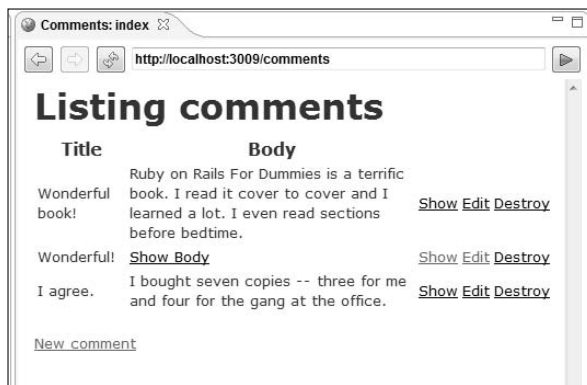 Comments: index
http://localhost:3009/comments
Listing comments
Title Body
Wonderful book! Ruby on Rails For Dummies is a terrific book. I read it cover to cover and I learned a lot. I even read sections before bedtime. Show Edit Destroy
Wonderful! Show Body Show Edit Destroy
I agree. I bought seven copies -- three for me and four for the gang at the office. Show Edit Destroy
New comment